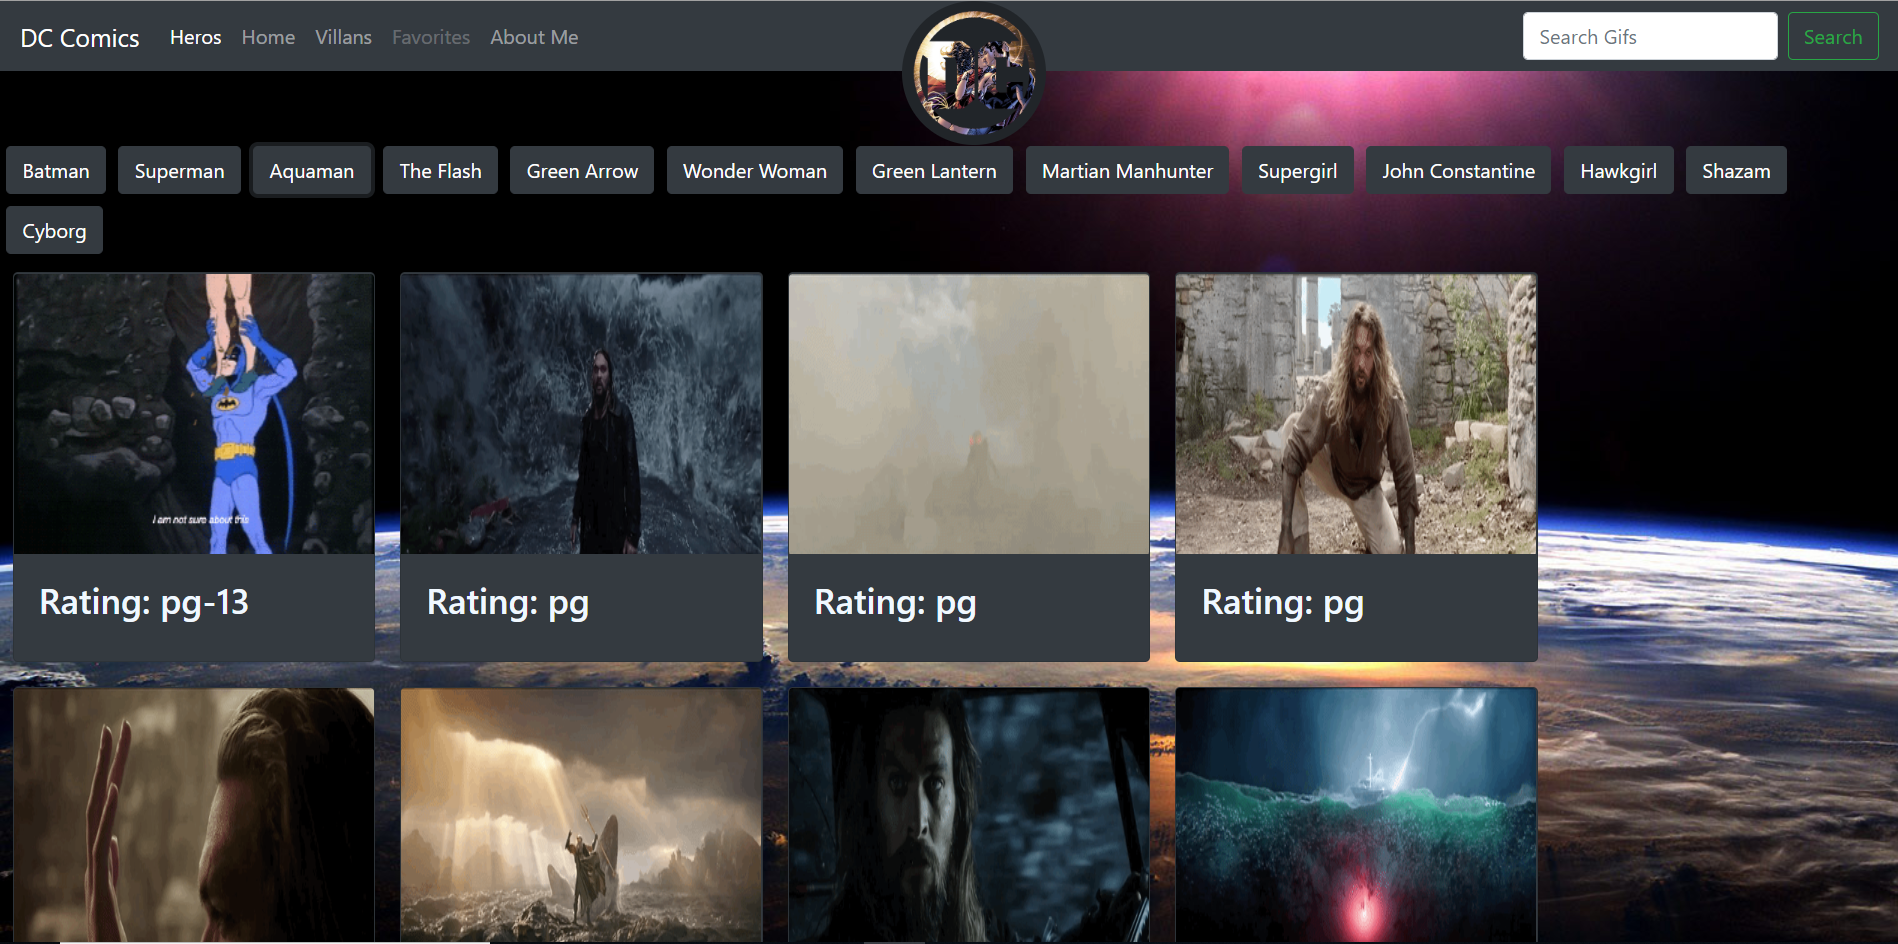 DC Comics Heros Home Villans Favorites About Me Search Gifs Search
DC
Batman Superman Aquaman The Flash Green Arrow Wonder Woman Green Lantern Martian Manhunter Supergirl John Constantine Hawkgirl Shazam
Cyborg
I am not sure about this
Rating: pg-13 Rating: pg Rating: pg Rating: pg